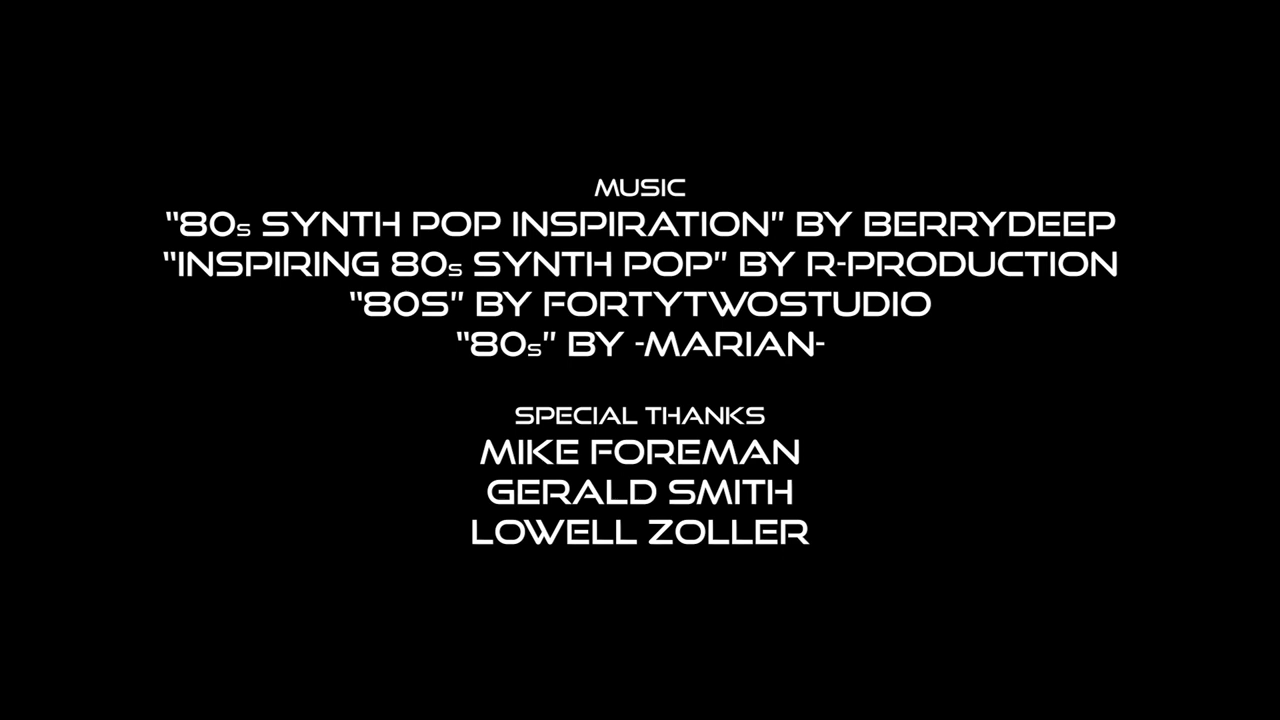 MUSIC
“80s SYNTH POP INSPIRATION” BY BERRYDEEP
“INSPIRING 80s SYNTH POP” BY R-PRODUCTION
“80S” BY FORTYTWOSTUDIO
“80s” BY -MARIAN-
SPECIAL THANKS
MIKE FOREMAN
GERALD SMITH
LOWELL ZOLLER